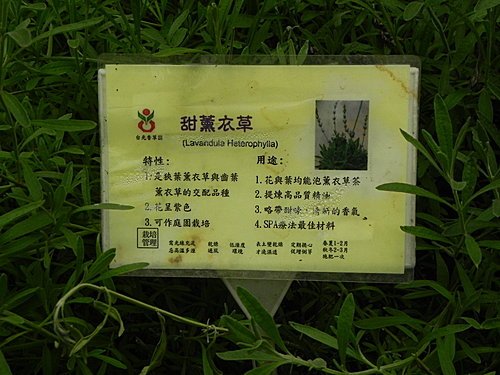 台光香草園
甜薰衣草
(Lavandula Heterophylla)
特性：
1.是狹葉薰衣草與齒葉
薰衣草的交配品種
2.花呈紫色
3.可作庭園栽培
用途：
1.花與葉均能泡薰衣草茶
2.提煉高品質精油
3.略帶甜味、清新的香氣
4.SPA療法最佳材料
栽培
管理